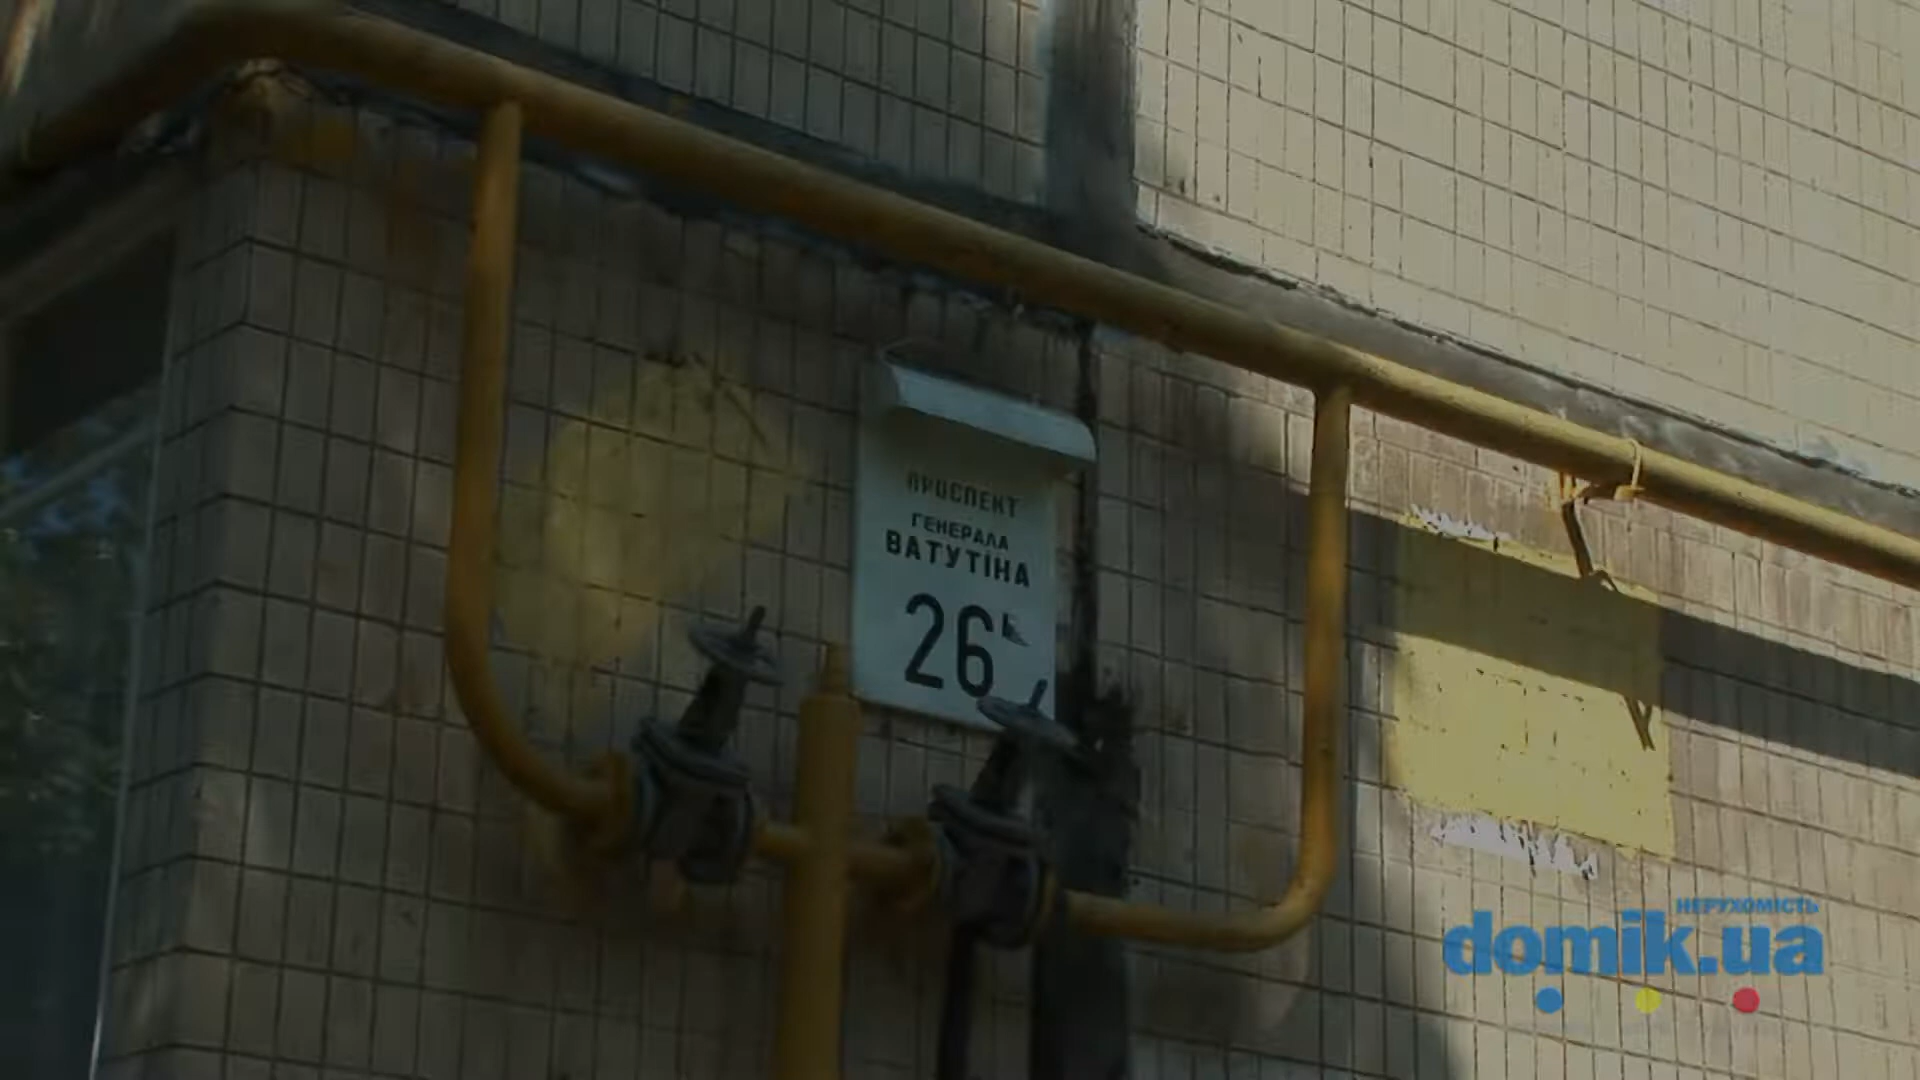 ПРОСПЕКТ
ГЕНЕРАЛА
ВАТУТІНА
26
НЕРУХОМІСТЬ
domik.ua